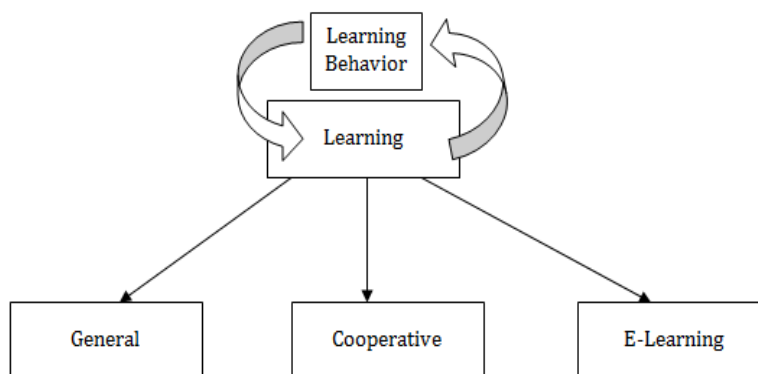 Learning
Behavior
Learning
General
Cooperative
E-Learning